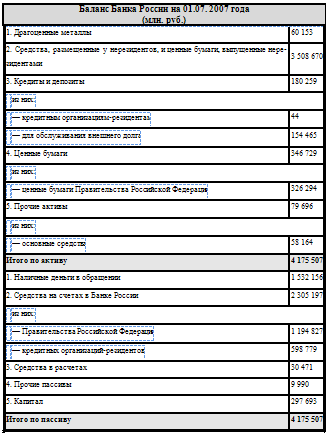 Баланс Банка России на 01.07. 2007 года
(млн. руб.)
1. Драгоценные металлы 60 153
2. Средства, размещенные у нерезидентов, и ценные бумаги, выпущенные нере-
зидентами 3 508 670
3. Кредиты и депозиты 180 259
из них:
— кредитным организациям-резидентам 44
— для обслуживания внешнего долга 154 465
4. Ценные бумаги 346 729
из них:
— ценные бумаги Правительства Российской Федерации 326 294
5. Прочие активы 79 696
из них:
— основные средства 58 164
Итого по активу 4 175 507
1. Наличные деньги в обращении 1 532 156
2. Средства на счетах в Банке России 2 305 197
из них:
— Правительства Российской Федерации 1 194 827
— кредитных организаций-резидентов 598 779
3. Средства в расчетах 30 471
4. Прочие пассивы 9 990
5. Капитал 297 693
Итого по пассиву 4 175 507